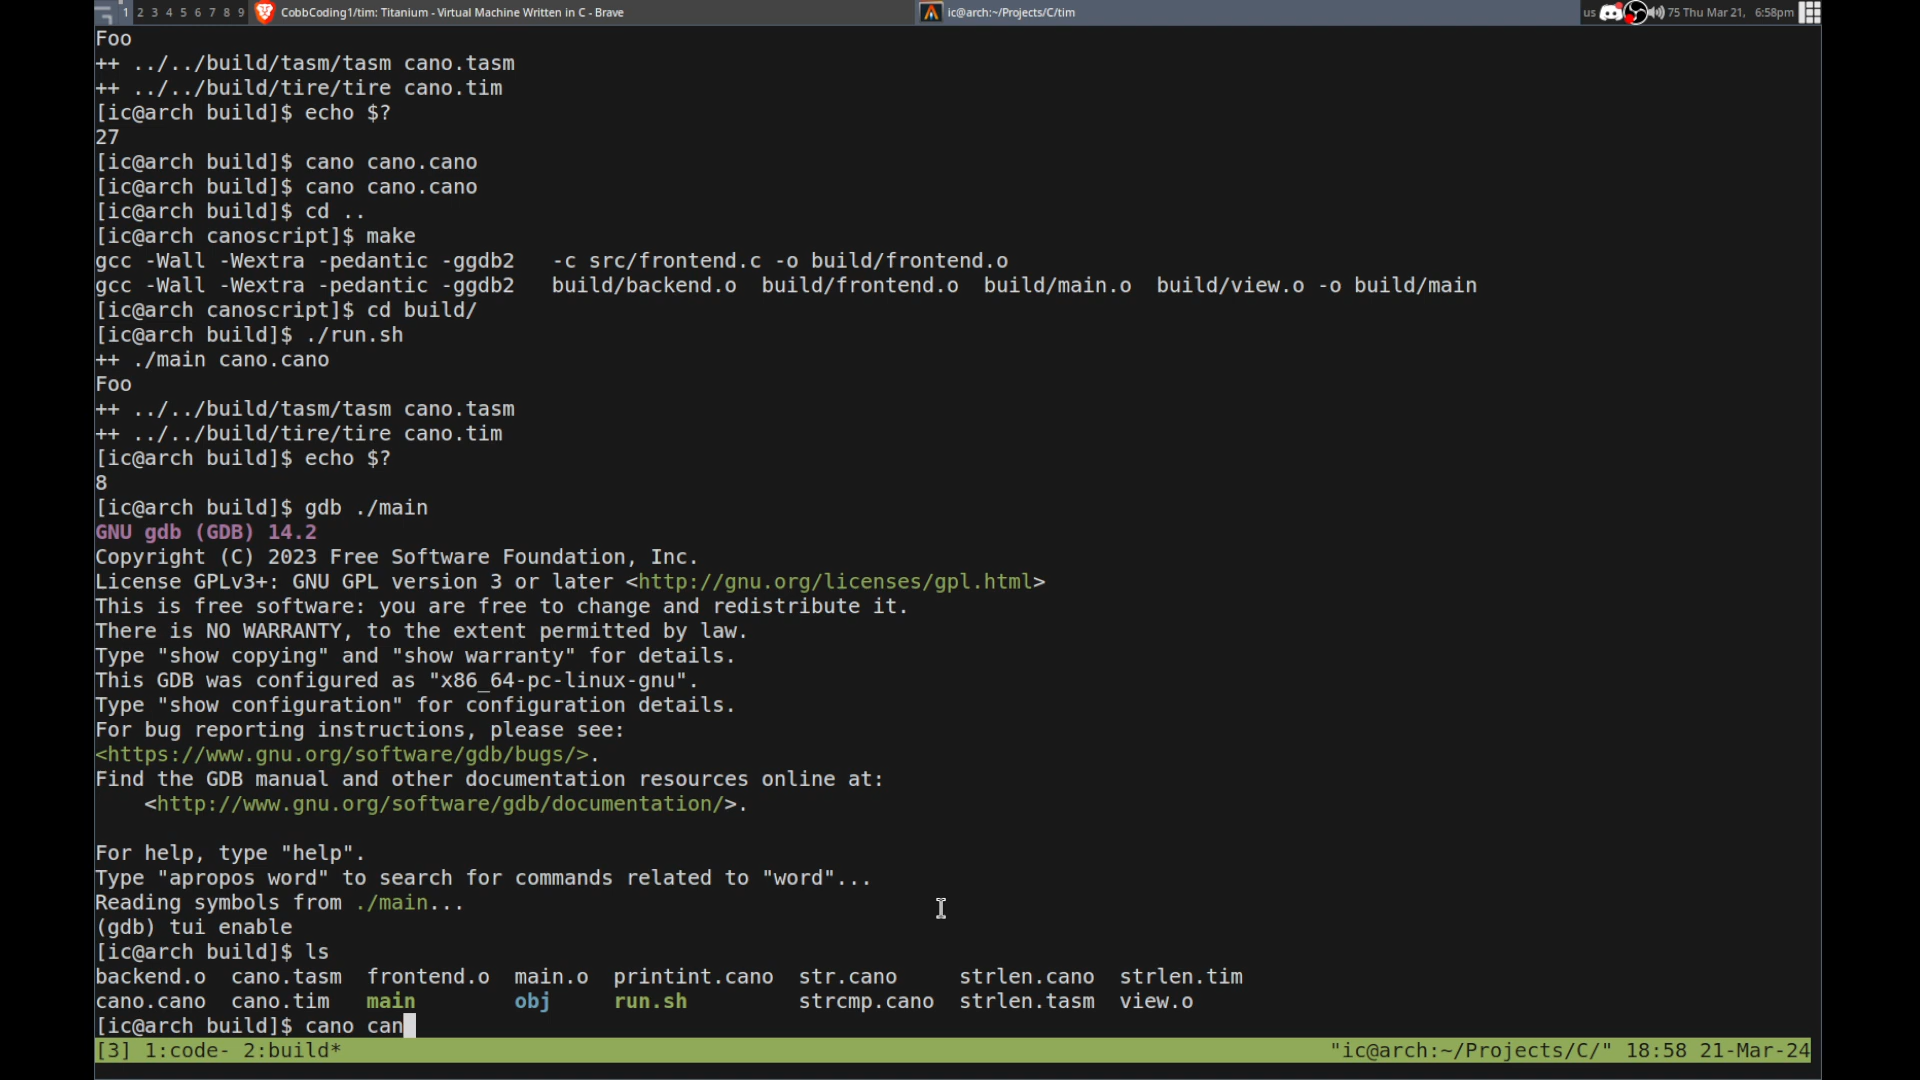 1 2 3 4 5 6 7 8 9 CobbCoding1/tim: Titanium - Virtual Machine Written in C - Brave ic@arch:~/Projects/C/tim us 75 Thu Mar 21, 6:58pm
Foo
++ ../../build/tasm/tasm cano.tasm
++ ../../build/tire/tire cano.tim
[ic@arch build]$ echo $?
27
[ic@arch build]$ cano cano.cano
[ic@arch build]$ cano cano.cano
[ic@arch build]$ cd ..
[ic@arch canoscript]$ make
gcc -Wall -Wextra -pedantic -ggdb2   -c src/frontend.c -o build/frontend.o
gcc -Wall -Wextra -pedantic -ggdb2   build/backend.o  build/frontend.o  build/main.o  build/view.o -o build/main
[ic@arch canoscript]$ cd build/
[ic@arch build]$ ./run.sh
++ ./main cano.cano
Foo
++ ../../build/tasm/tasm cano.tasm
++ ../../build/tire/tire cano.tim
[ic@arch build]$ echo $?
8
[ic@arch build]$ gdb ./main
GNU gdb (GDB) 14.2
Copyright (C) 2023 Free Software Foundation, Inc.
License GPLv3+: GNU GPL version 3 or later <http://gnu.org/licenses/gpl.html>
This is free software: you are free to change and redistribute it.
There is NO WARRANTY, to the extent permitted by law.
Type "show copying" and "show warranty" for details.
This GDB was configured as "x86_64-pc-linux-gnu".
Type "show configuration" for configuration details.
For bug reporting instructions, please see:
<https://www.gnu.org/software/gdb/bugs/>.
Find the GDB manual and other documentation resources online at:
    <http://www.gnu.org/software/gdb/documentation/>.

For help, type "help".
Type "apropos word" to search for commands related to "word"...
Reading symbols from ./main...
(gdb) tui enable
[ic@arch build]$ ls
backend.o  cano.tasm  frontend.o  main.o  printint.cano  str.cano     strlen.cano  strlen.tim
cano.cano  cano.tim   main        obj     run.sh         strcmp.cano  strlen.tasm  view.o
[ic@arch build]$ cano can
[3] 1:code- 2:build* "ic@arch:~/Projects/C/" 18:58 21-Mar-24